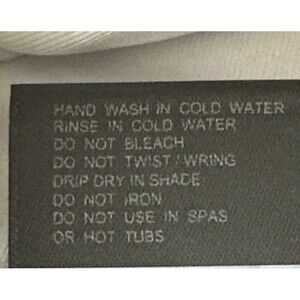 HAND WASH IN COLD WATER
RINSE IN COLD WATER
DO NOT BLEACH
DO NOT TWIST/WRING
DRIP DRY IN SHADE
DO NOT IRON
DO NOT USE IN SPAS
OR HOT TUBS